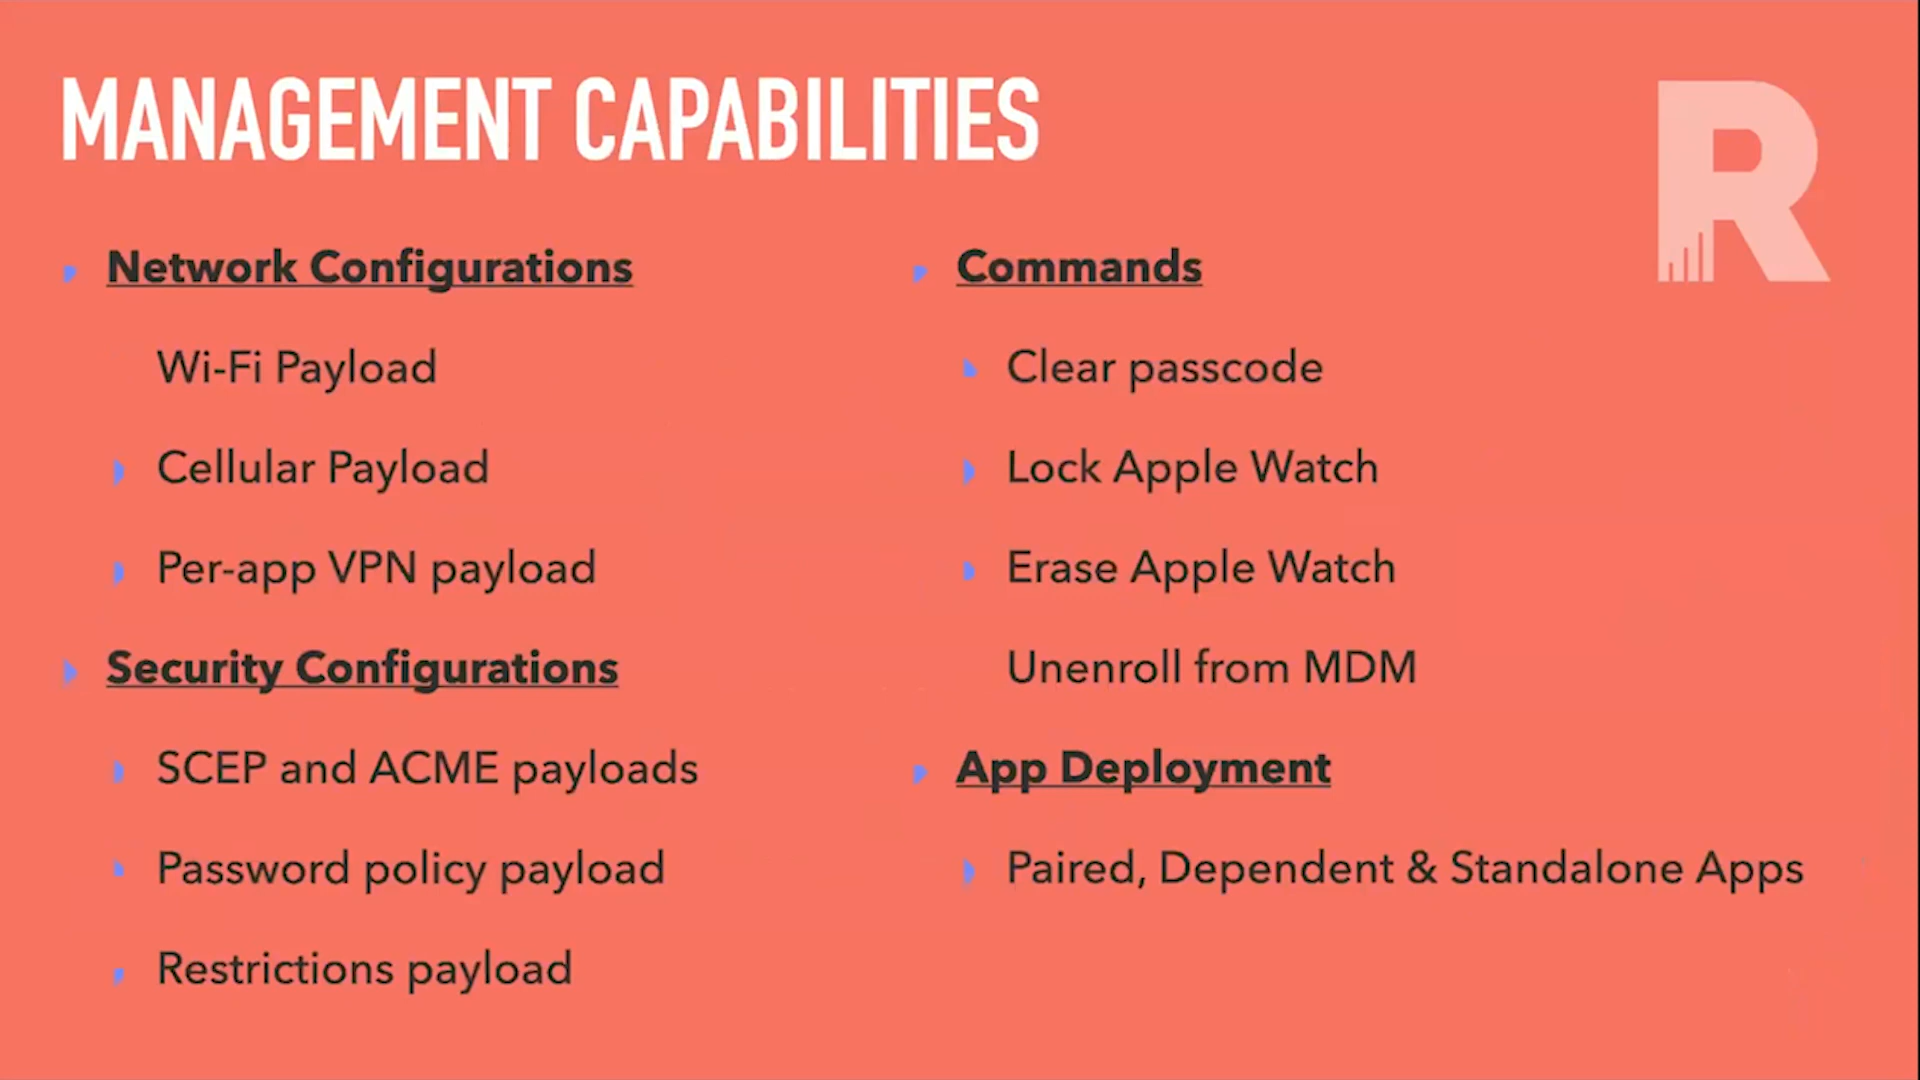 MANAGEMENT CAPABILITIES
R
Network Configurations
Wi-Fi Payload
Cellular Payload
Per-app VPN payload
Security Configurations
SCEP and ACME payloads
Password policy payload
Restrictions payload
Commands
Clear passcode
Lock Apple Watch
Erase Apple Watch
Unenroll from MDM
App Deployment
Paired, Dependent & Standalone Apps